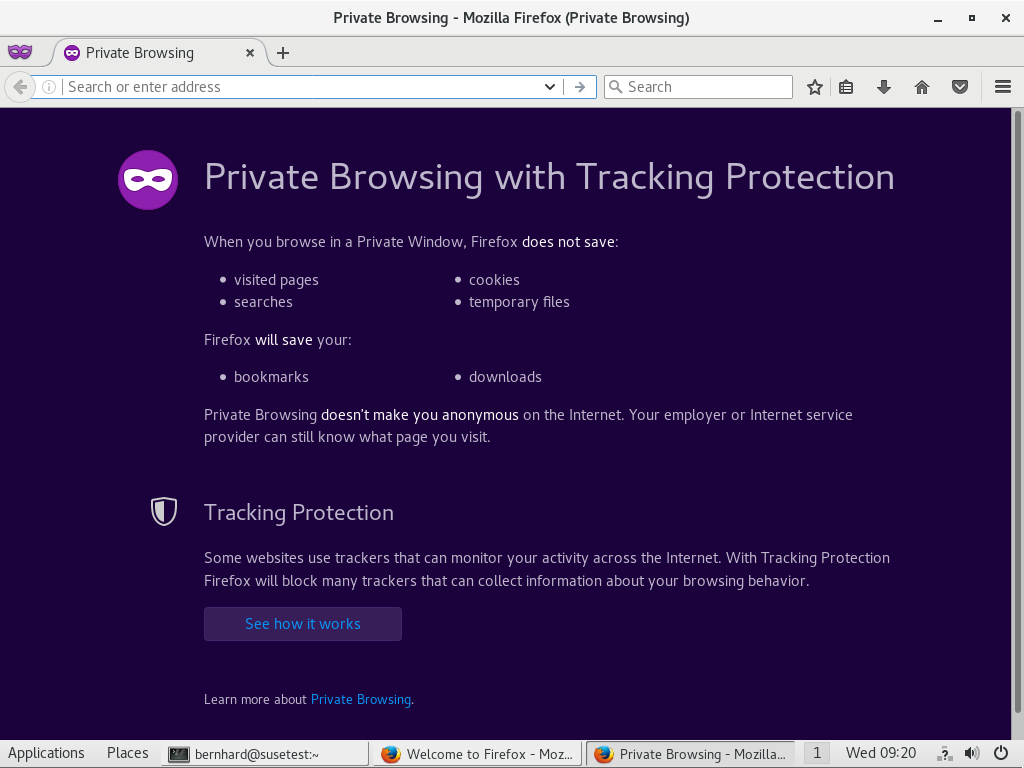 Private Browsing - Mozilla Firefox (Private Browsing)
Private Browsing
Search or enter address
Search
Private Browsing with Tracking Protection
When you browse in a Private Window, Firefox does not save:
visited pages
cookies
searches
temporary files
Firefox will save your:
bookmarks
downloads
Private Browsing doesn't make you anonymous on the Internet. Your employer or Internet service
provider can still know what page you visit.
Tracking Protection
Some websites use trackers that can monitor your activity across the Internet. With Tracking Protection
Firefox will block many trackers that can collect information about your browsing behavior.
See how it works
Learn more about Private Browsing.
Applications Places bernhard@susetest:~ Welcome to Firefox - Moz... Private Browsing - Mozilla... 1 Wed 09:20